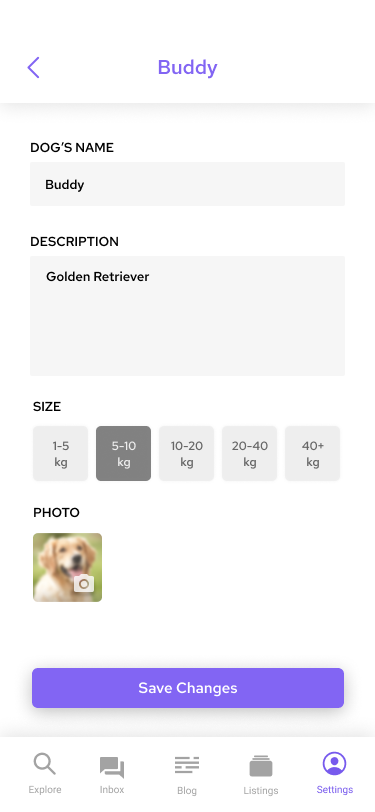 Buddy
DOG’S NAME
Buddy
DESCRIPTION
Golden Retriever
SIZE
1-5
kg
5-10
kg
10-20
kg
20-40
kg
40+
kg
PHOTO
Save Changes
Explore
Inbox
Blog
Listings
Settings